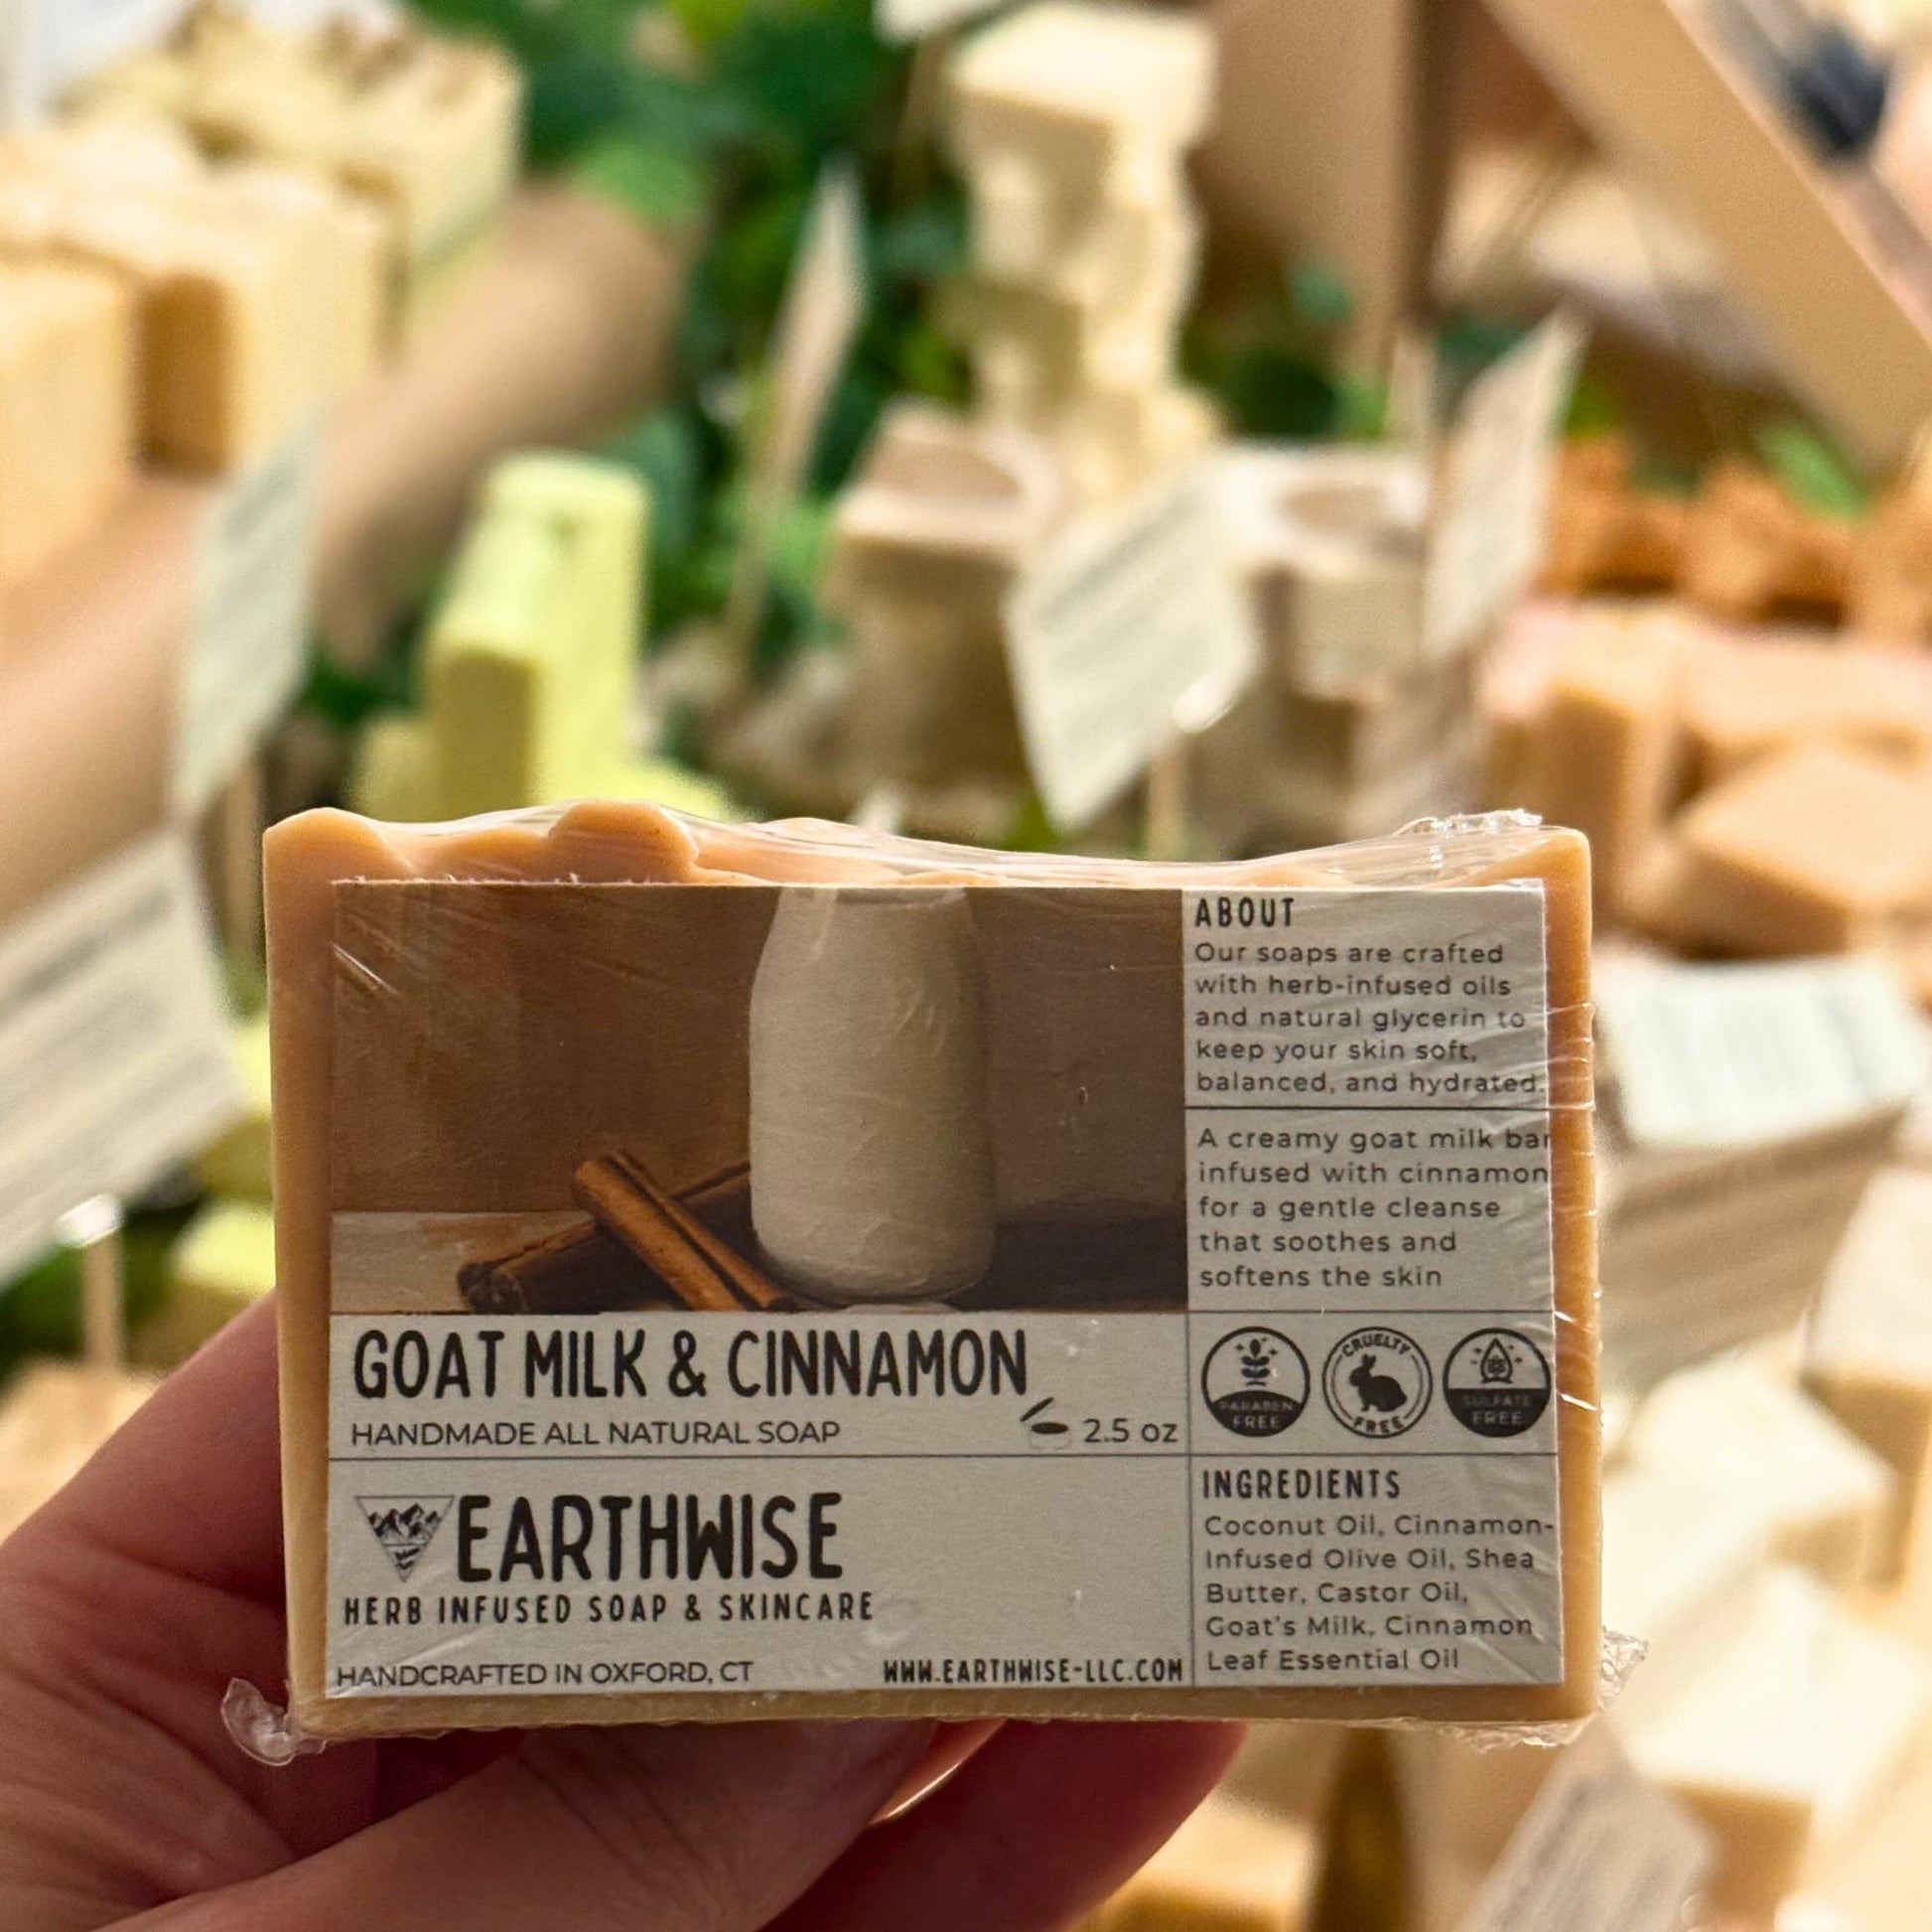 GOAT MILK & CINNAMON
HANDMADE ALL NATURAL SOAP
2.5 oz
EARTHWISE
HERB INFUSED SOAP & SKINCARE
HANDCRAFTED IN OXFORD, CT
WWW.EARTHWISE-LLC.COM
ABOUT
Our soaps are crafted
with herb-infused oils
and natural glycerin to
keep your skin soft,
balanced, and hydrated.
A creamy goat milk bar
infused with cinnamon
for a gentle cleanse
that soothes and
softens the skin
PARABEN
FREE
CRUELTY
FREE
SULFATE
FREE
INGREDIENTS
Coconut Oil, Cinnamon-
Infused Olive Oil, Shea
Butter, Castor Oil,
Goat's Milk, Cinnamon
Leaf Essential Oil